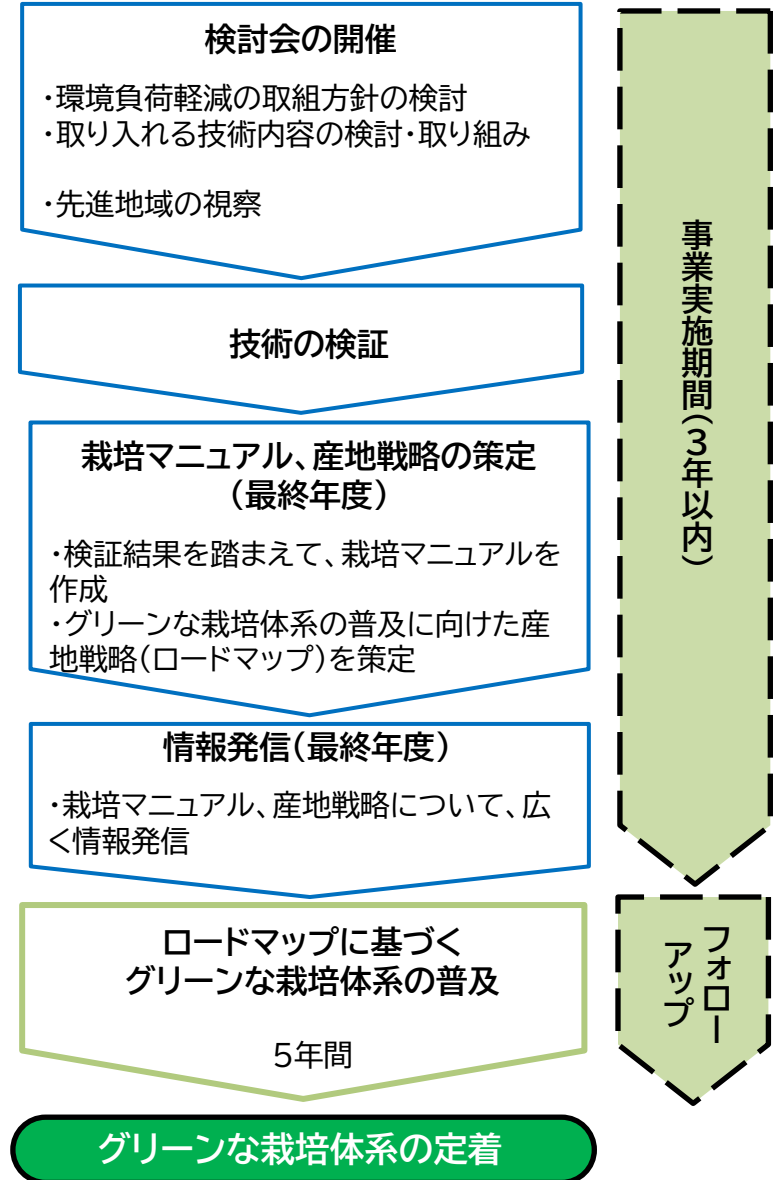 検討会の開催
・環境負荷軽減の取組方針の検討
・取り入れる技術内容の検討・取り組み
・先進地域の視察
技術の検証
栽培マニュアル、産地戦略の策定
(最終年度)
・検証結果を踏まえて、栽培マニュアルを
作成
・グリーンな栽培体系の普及に向けた産
地戦略(ロードマップ)を策定
情報発信(最終年度)
・栽培マニュアル、産地戦略について、広
く情報発信
ロードマップに基づく
グリーンな栽培体系の普及
5年間
グリーンな栽培体系の定着
事業実施期間(3年以内)
フォロー
アップ